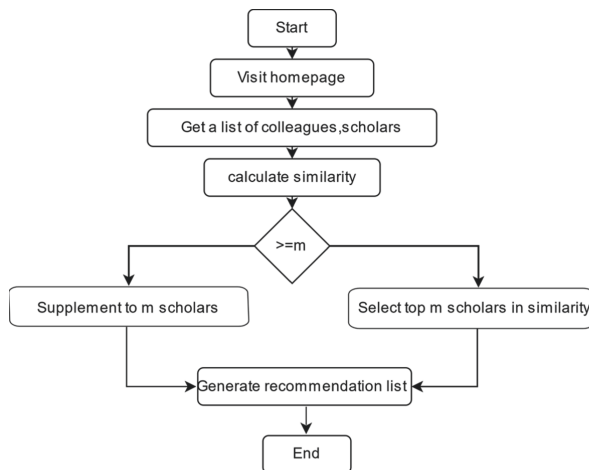 Start
Visit homepage
Get a list of colleagues,scholars
calculate similarity
>=m
Supplement to m scholars
Select top m scholars in similarity
Generate recommendation list
End